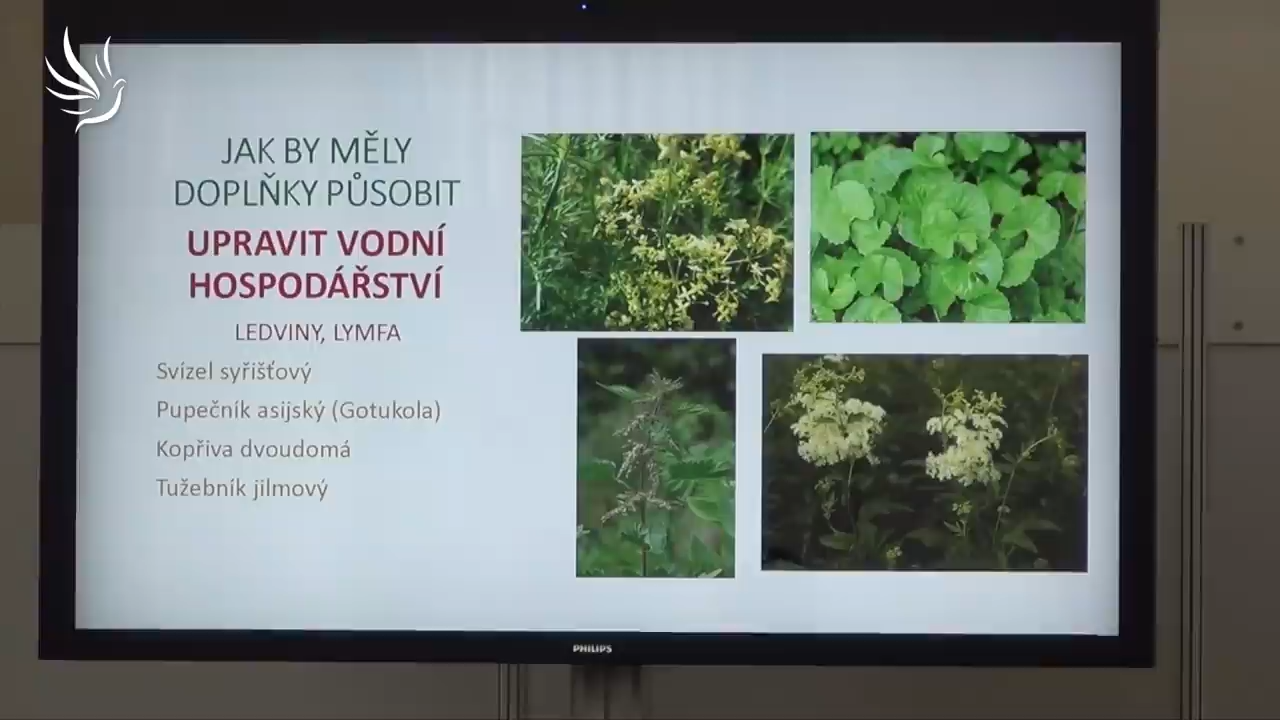 JAK BY MĚLY
DOPLŇKY PŮSOBIT
UPRAVIT VODNÍ
HOSPODÁŘSTVÍ
LEDVINY, LYMFA
Svízel syřišťový
Pupečník asijský (Gotukola)
Kopřiva dvoudomá
Tužebník jilmový
PHILIPS